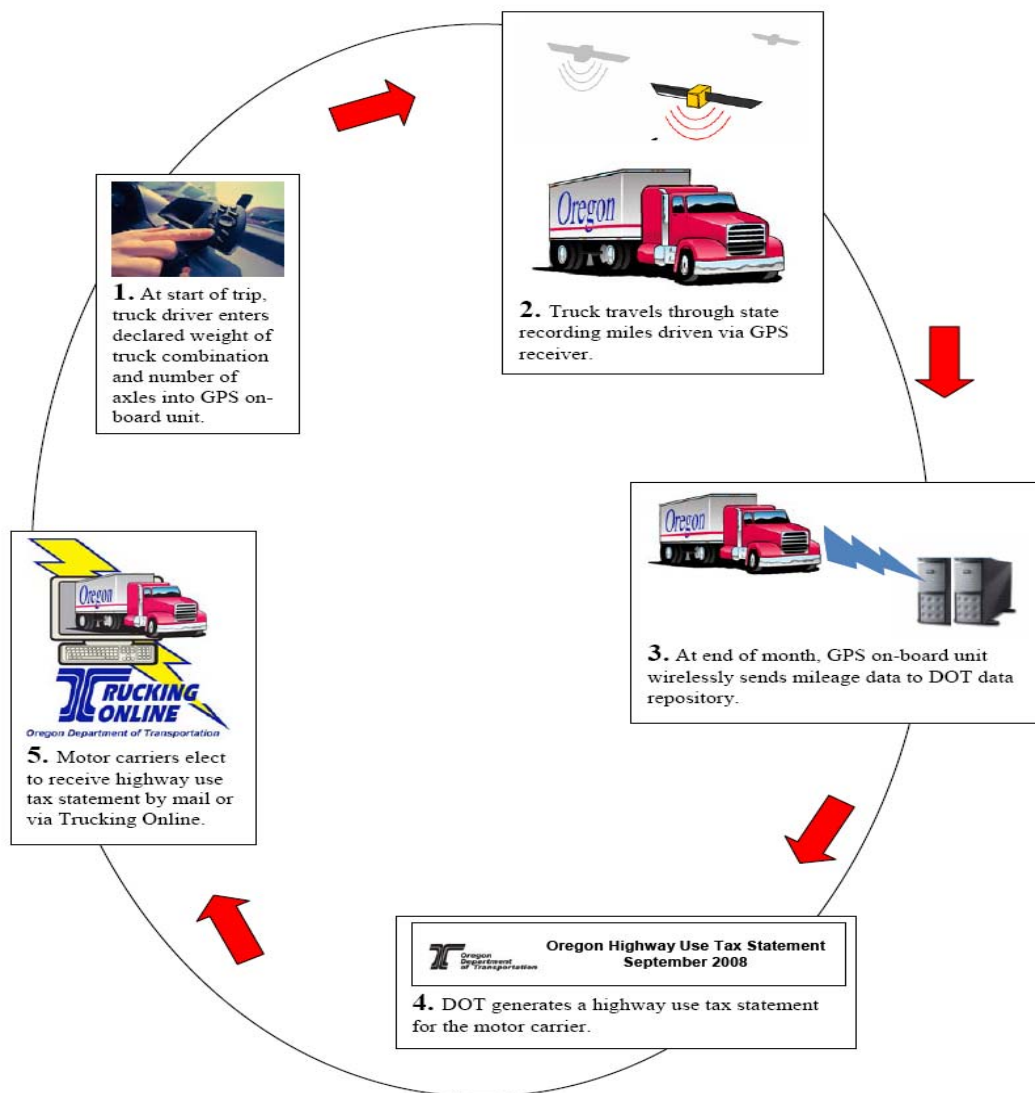 Oregon
1. At start of trip,
truck driver enters
declared weight of
truck combination
and number of
axles into GPS on-
board unit.
2. Truck travels through state
recording miles driven via GPS
receiver.
Oregon
3. At end of month, GPS on-board unit
wirelessly sends mileage data to DOT data
repository.
Oregon
TRUCKING
ONLINE
Oregon Department of Transportation
5. Motor carriers elect
to receive highway use
tax statement by mail or
via Trucking Online.
Oregon
Department
of Transportation
Oregon Highway Use Tax Statement
September 2008
4. DOT generates a highway use tax statement
for the motor carrier.